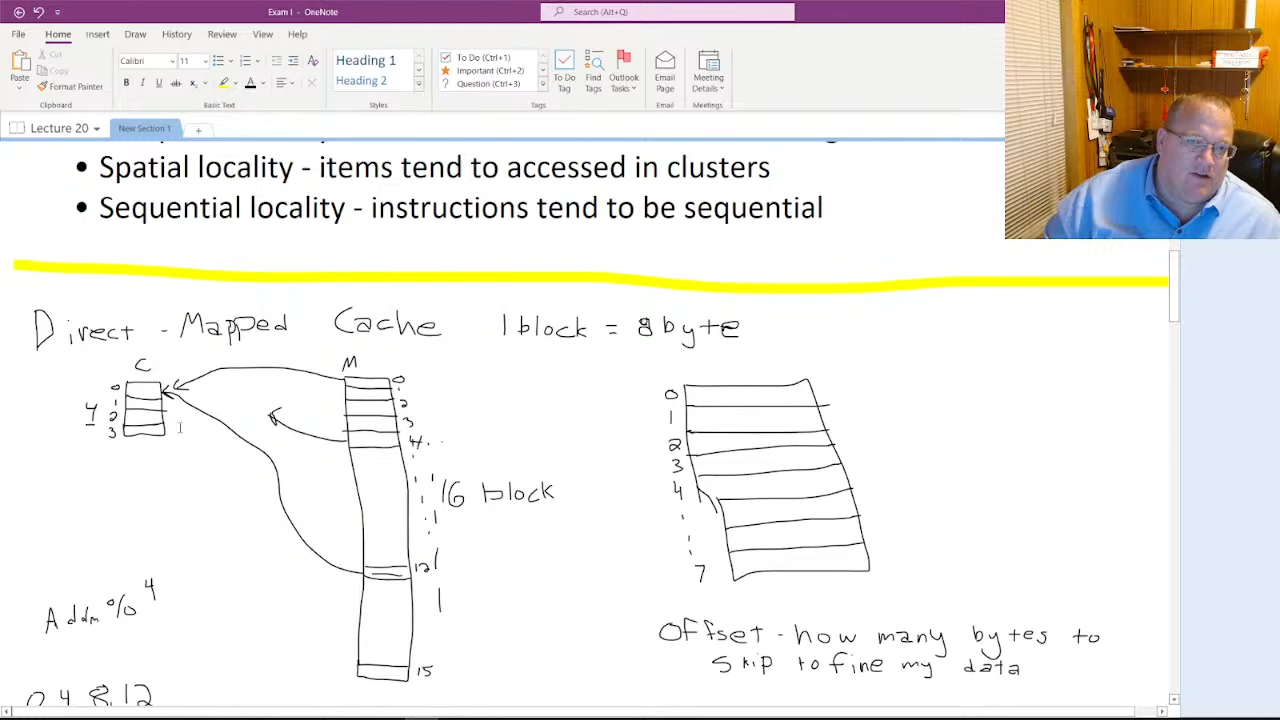 Exam I - OneNote
Search (Alt+Q)
File Home Insert Draw History Review View Help
Paste
Cut
Copy
Format Painter
Clipboard
Calibri 11
B I U ab
Basic Text
Heading 1
Heading 2
Styles
To Do (Ctrl+1)
Important (Ctrl+2)
Question (Ctrl+3)
Tags
To Do Tag
Find Tags
Outlook Tasks
Email Page
Email
Meeting Details
Meetings
Lecture 20
New Section 1
• Spatial locality - items tend to accessed in clusters
• Sequential locality - instructions tend to be sequential
Direct - Mapped Cache 1 block = 8 byte
C
0
1
2
3
4
M
0
2
3
4
16 block
12
15
Addr % 4
0 4 8, 12
0
1
2
3
4
7
Offset - how many bytes to
skip to fine my data